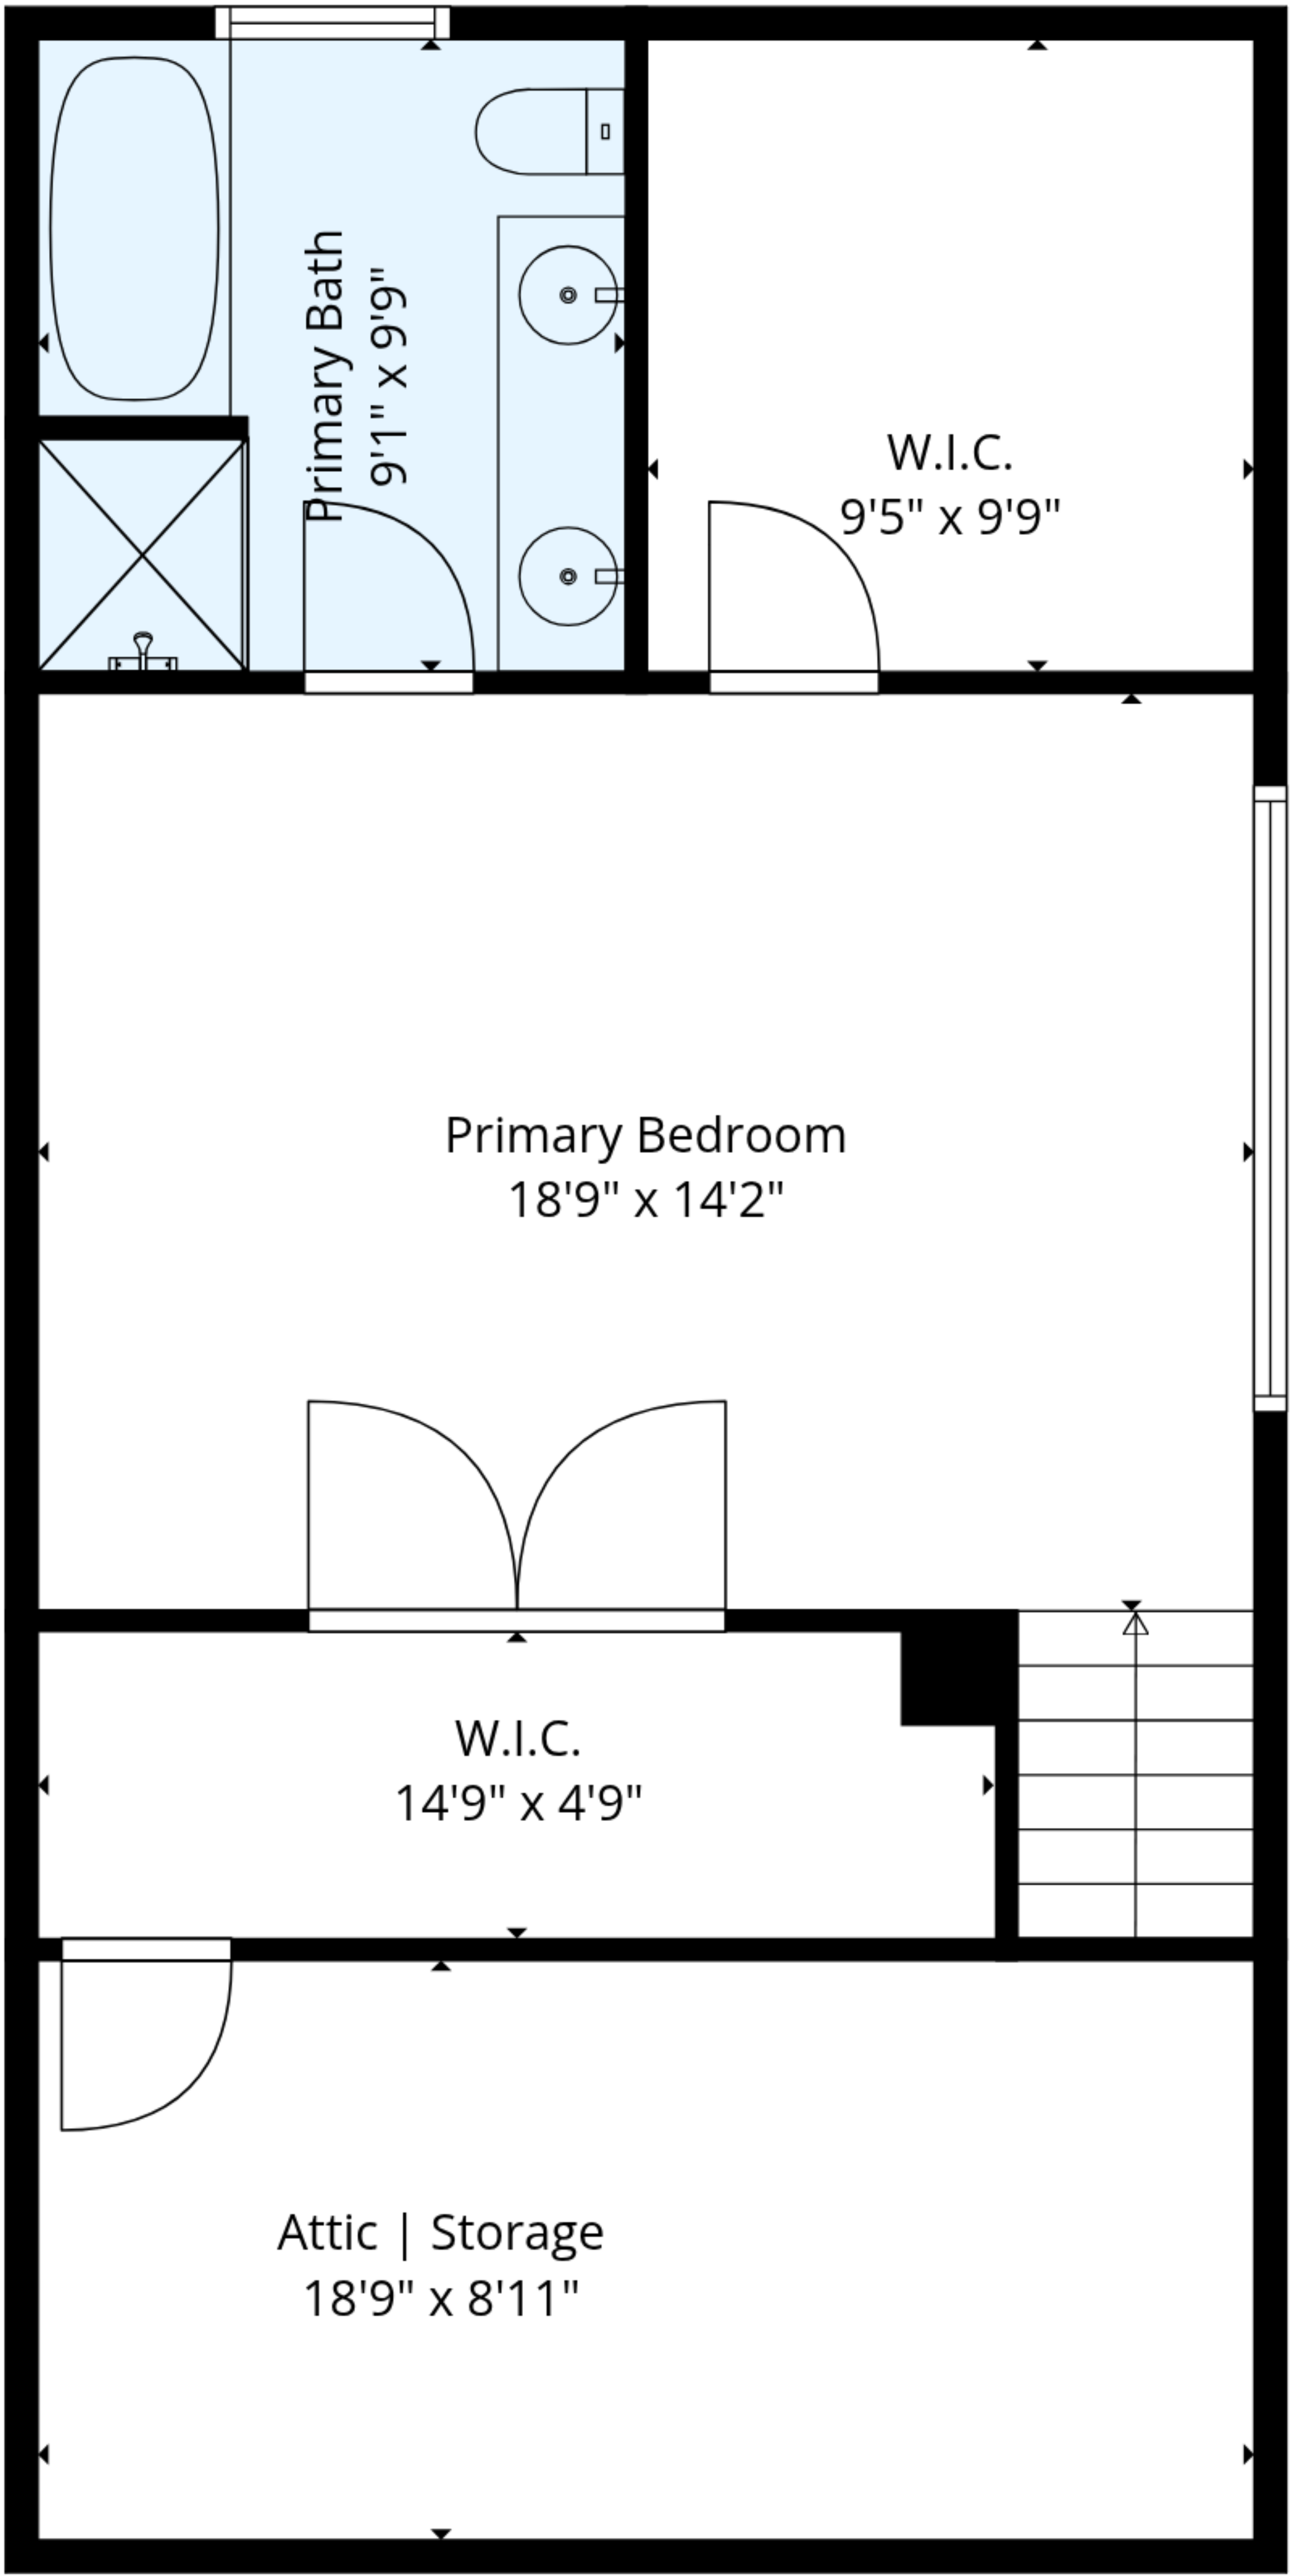 Primary Bath
9'1" x 9'9"
W.I.C.
9'5" x 9'9"
Primary Bedroom
18'9" x 14'2"
W.I.C.
14'9" x 4'9"
Attic | Storage
18'9" x 8'11"